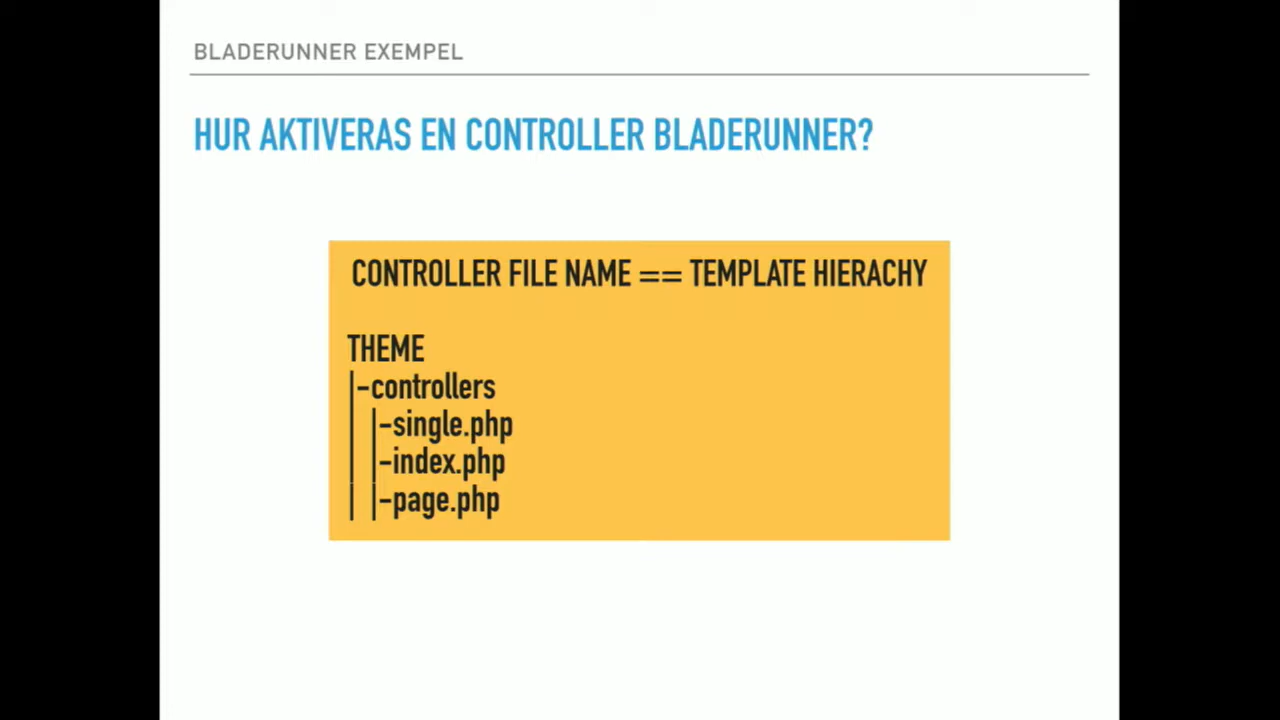 BLADERUNNER EXEMPEL
HUR AKTIVERAS EN CONTROLLER BLADERUNNER?
CONTROLLER FILE NAME == TEMPLATE HIERACHY
THEME
|-controllers
| |-single.php
| |-index.php
| |-page.php